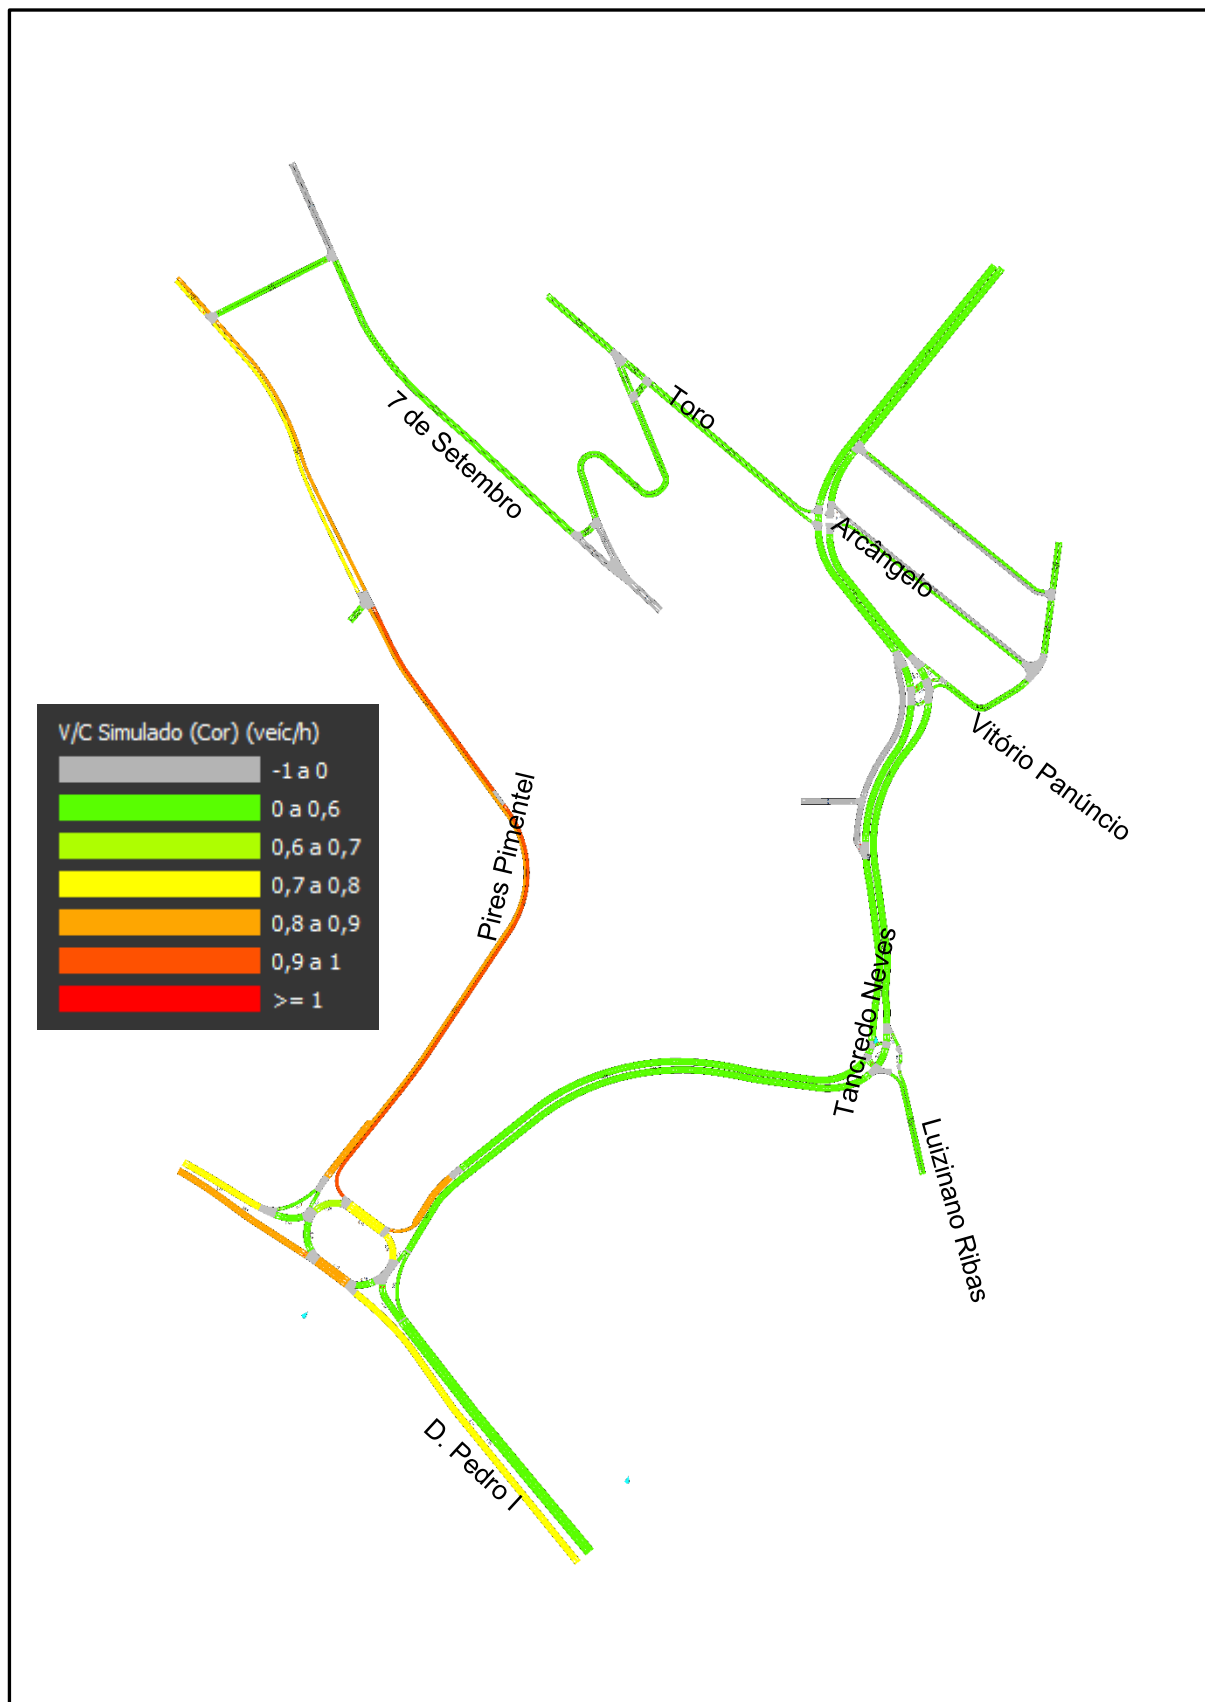 Toro
7 de Setembro
Arcângelo
Vitório Panúncio
V/C Simulado (Cor) (veíc/h)
-1 a 0
0 a 0,6
0,6 a 0,7
0,7 a 0,8
0,8 a 0,9
0,9 a 1
>= 1
Pires Pimentel
Tancredo Neves
Luizinano Ribas
D. Pedro I